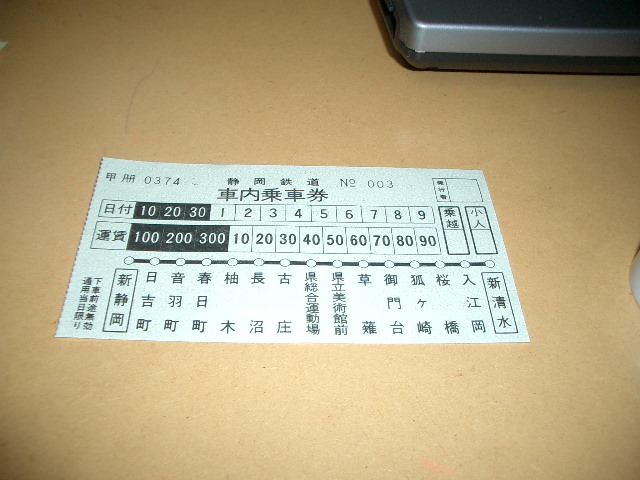 甲 册 0374 静岡鉄道 № 003
車内乗車券
発行者
日付 10 20 30 1 2 3 4 5 6 7 8 9 乗越 小人
運賃 100 200 300 10 20 30 40 50 60 70 80 90
新静岡
日吉町
音羽町
春日町
柚木
長沼
古庄
県総合運動場
県立美術館前
草薙
御門台
狐ヶ崎
桜橋
入江岡
新清水
下車前途無効
通用当日限り